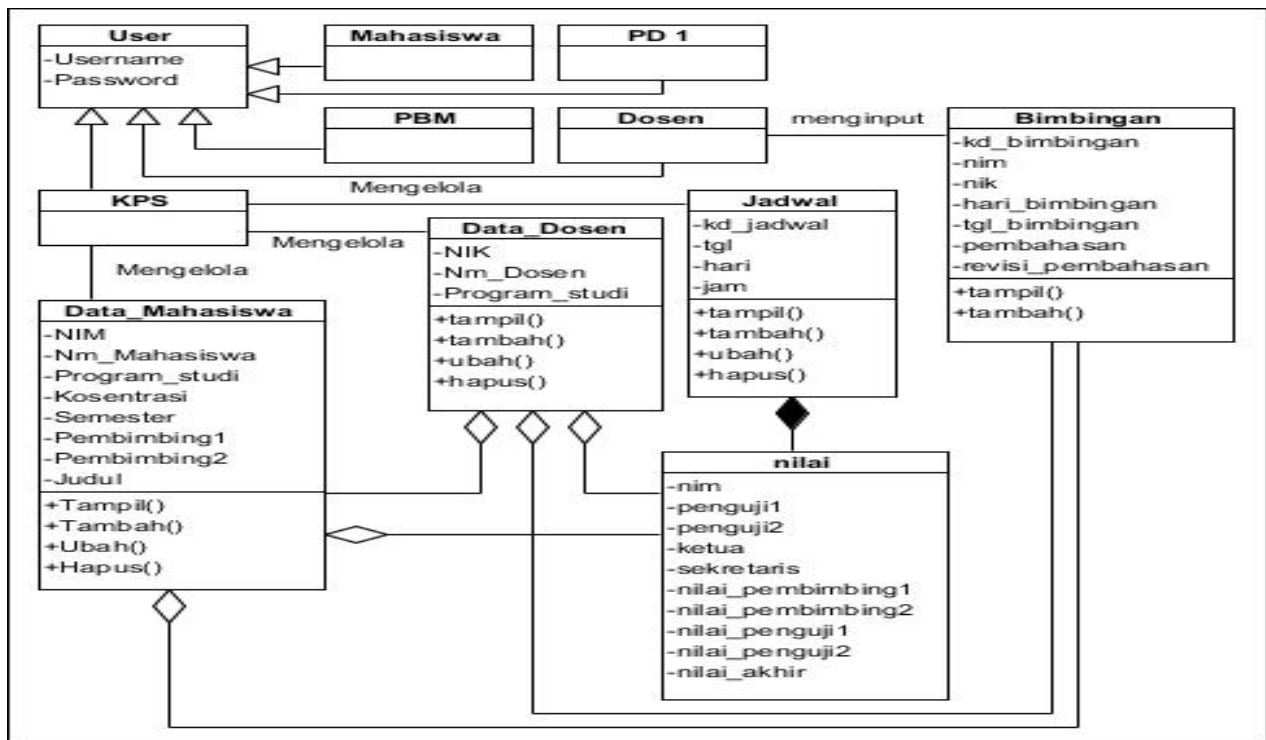 User
-Username
-Password
Mahasiswa
PD 1
PBM
Dosen
menginput
Bimbingan
-kd_bimbingan
-nim
-nik
-hari_bimbingan
-tgl_bimbingan
-pembahasan
-revisi_pembahasan
+tampil()
+tambah()
KPS
Mengelola
Mengelola
Mengelola
Jadwal
-kd_jadwal
-tgl
-hari
-jam
+tampil()
+tambah()
+ubah()
+hapus()
Data_Dosen
-NIK
-Nm_Dosen
-Program_studi
+tampil()
+tambah()
+ubah()
+hapus()
Data_Mahasiswa
-NIM
-Nm_Mahasiswa
-Program_studi
-Kosentrasi
-Semester
-Pembimbing1
-Pembimbing2
-Judul
+Tampil()
+Tambah()
+Ubah()
+Hapus()
nilai
-nim
-penguji1
-penguji2
-ketua
-sekretaris
-nilai_pembimbing1
-nilai_pembimbing2
-nilai_penguji1
-nilai_penguji2
-nilai_akhir